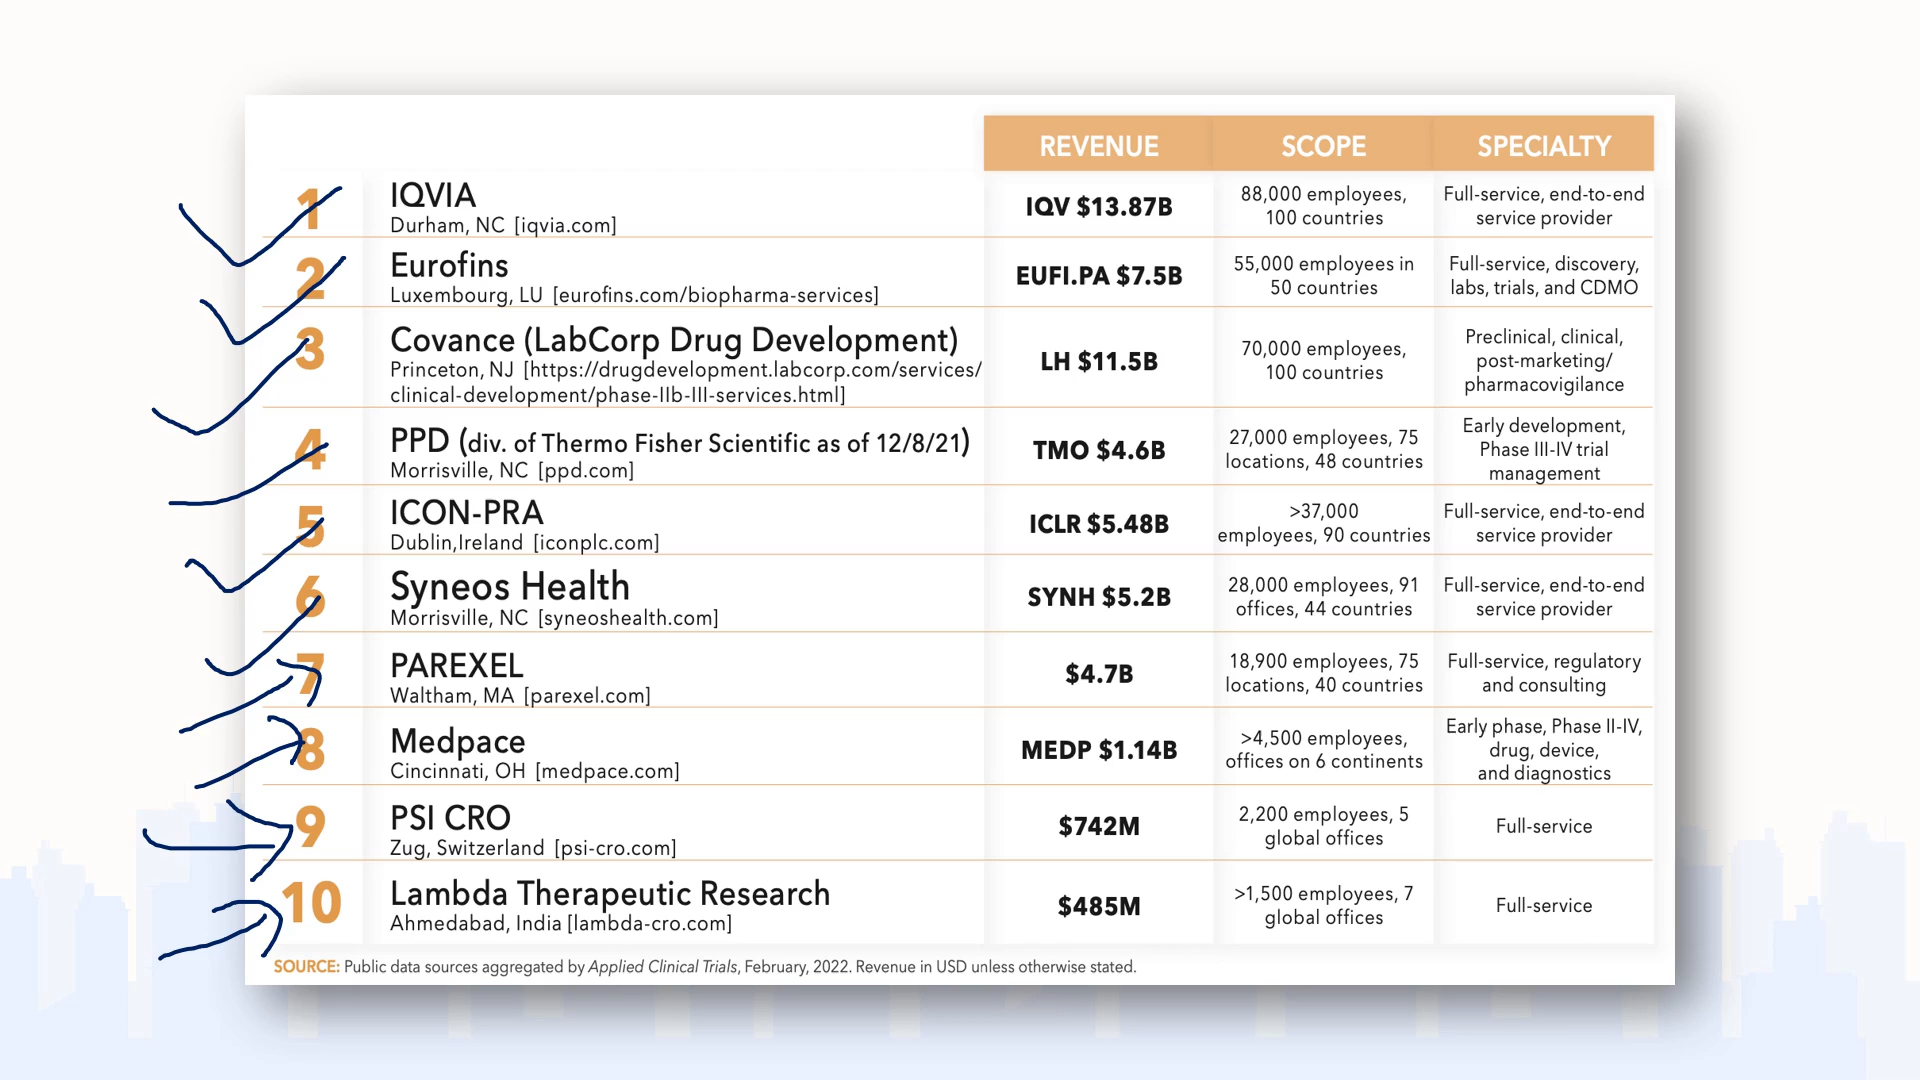 REVENUE SCOPE SPECIALTY
1 IQVIA
Durham, NC [iqvia.com]
IQV $13.87B
88,000 employees,
100 countries
Full-service, end-to-end
service provider
2 Eurofins
Luxembourg, LU [eurofins.com/biopharma-services]
EUFI.PA $7.5B
55,000 employees in
50 countries
Full-service, discovery,
labs, trials, and CDMO
3 Covance (LabCorp Drug Development)
Princeton, NJ [https://drugdevelopment.labcorp.com/services/
clinical-development/phase-IIb-III-services.html]
LH $11.5B
70,000 employees,
100 countries
Preclinical, clinical,
post-marketing/
pharmacovigilance
4 PPD (div. of Thermo Fisher Scientific as of 12/8/21)
Morrisville, NC [ppd.com]
TMO $4.6B
27,000 employees, 75
locations, 48 countries
Early development,
Phase III-IV trial
management
5 ICON-PRA
Dublin,Ireland [iconplc.com]
ICLR $5.48B
>37,000
employees, 90 countries
Full-service, end-to-end
service provider
6 Syneos Health
Morrisville, NC [syneoshealth.com]
SYNH $5.2B
28,000 employees, 91
offices, 44 countries
Full-service, end-to-end
service provider
7 PAREXEL
Waltham, MA [parexel.com]
$4.7B
18,900 employees, 75
locations, 40 countries
Full-service, regulatory
and consulting
8 Medpace
Cincinnati, OH [medpace.com]
MEDP $1.14B
>4,500 employees,
offices on 6 continents
Early phase, Phase II-IV,
drug, device,
and diagnostics
9 PSI CRO
Zug, Switzerland [psi-cro.com]
$742M
2,200 employees, 5
global offices
Full-service
10 Lambda Therapeutic Research
Ahmedabad, India [lambda-cro.com]
$485M
>1,500 employees, 7
global offices
Full-service
SOURCE: Public data sources aggregated by Applied Clinical Trials, February, 2022. Revenue in USD unless otherwise stated.